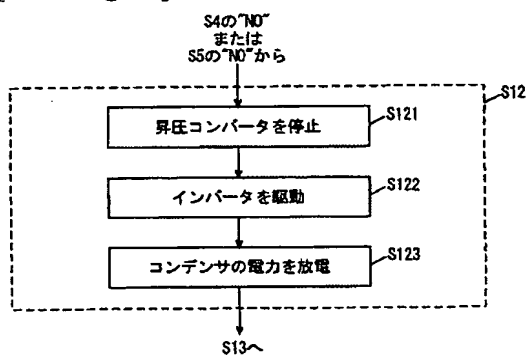 S4の"NO"
または
S5の"NO"から
S12
昇圧コンバータを停止
S121
インバータを駆動
S122
コンデンサの電力を放電
S123
S13へ